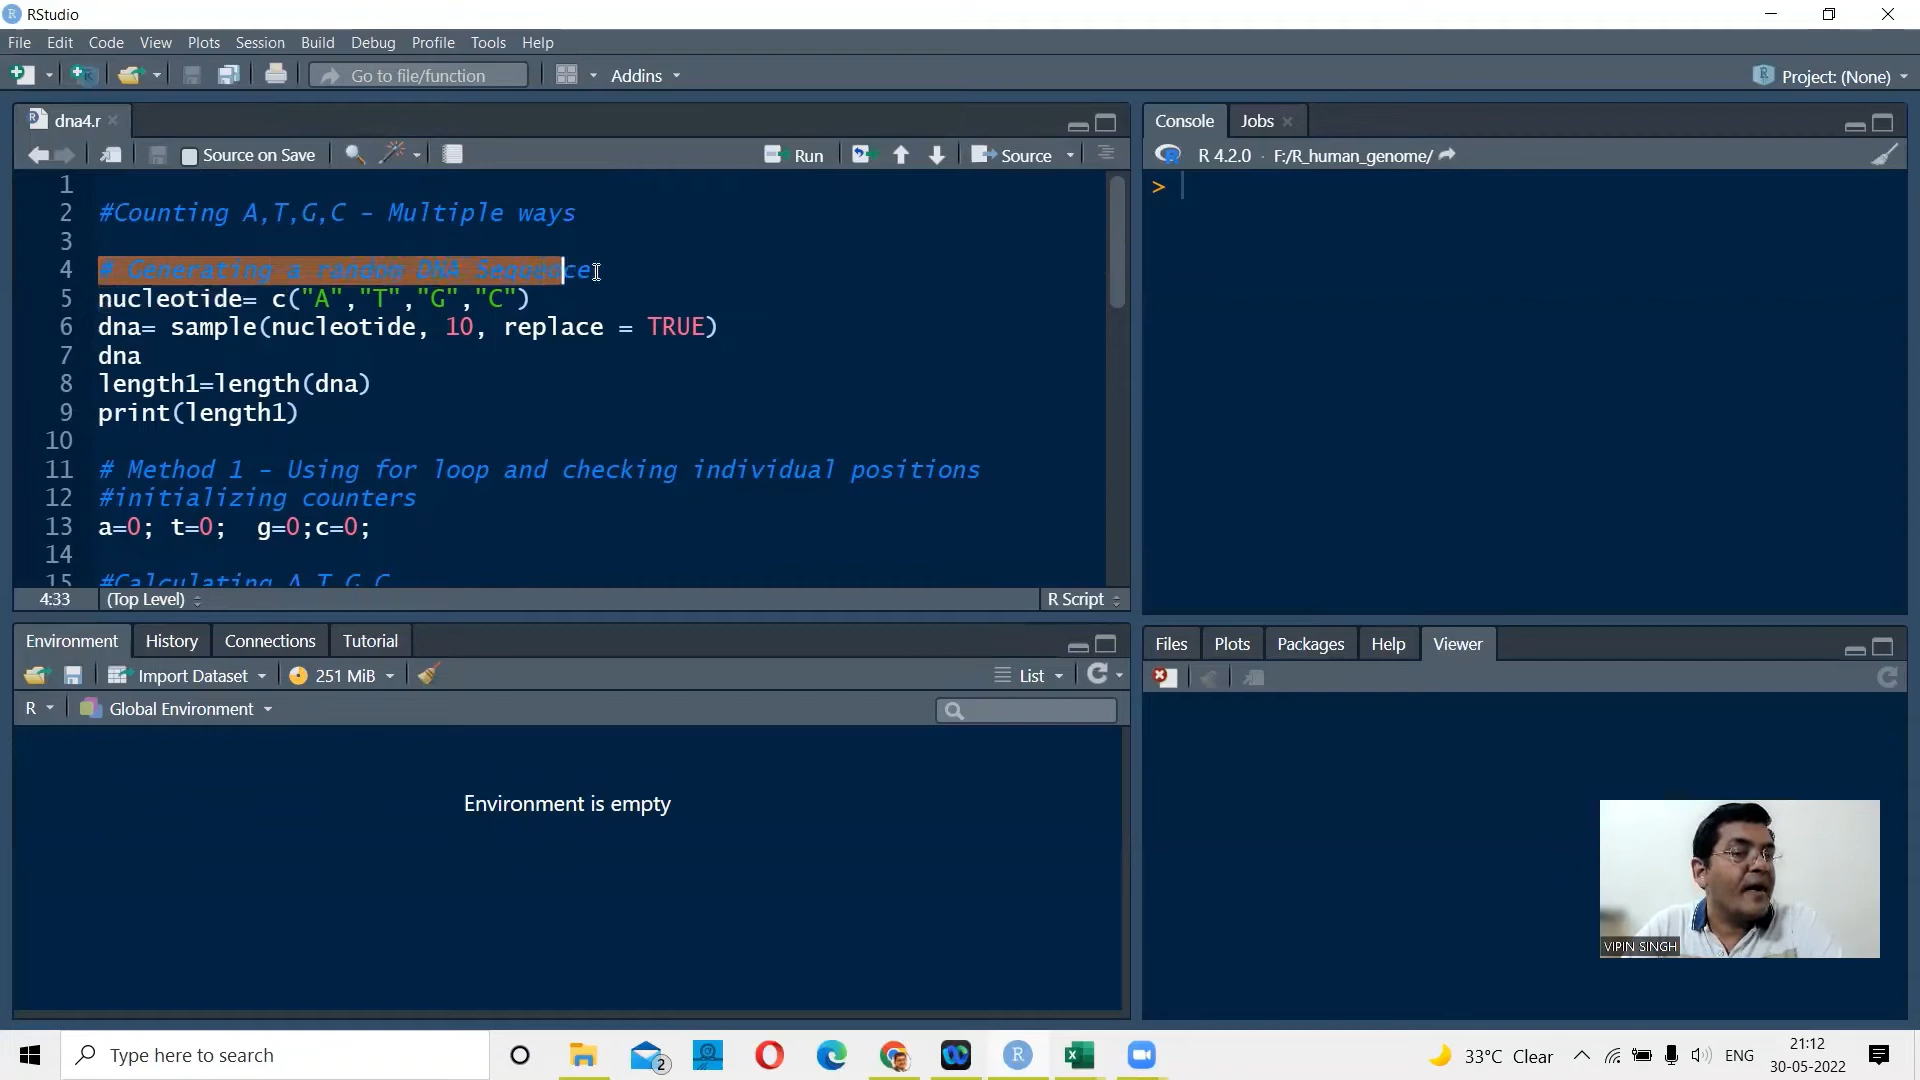 RStudio
File Edit Code View Plots Session Build Debug Profile Tools Help
Go to file/function Addins Project: (None)
dna4.r
Source on Save Run Source
1
2 #Counting A,T,G,C - Multiple ways
3
4 # Generating a random DNA Sequence
5 nucleotide= c("A","T","G","C")
6 dna= sample(nucleotide, 10, replace = TRUE)
7 dna
8 length1=length(dna)
9 print(length1)
10
11 # Method 1 - Using for loop and checking individual positions
12 #initializing counters
13 a=0; t=0;  g=0;c=0;
14
15 #Calculating A,T,G,C
4:33 (Top Level) R Script
Console Jobs
R 4.2.0 · F:/R_human_genome/
>
Environment History Connections Tutorial
Import Dataset 251 MiB List
R Global Environment
Environment is empty
Files Plots Packages Help Viewer
VIPIN SINGH
Type here to search
2
33°C Clear ENG
21:12
30-05-2022